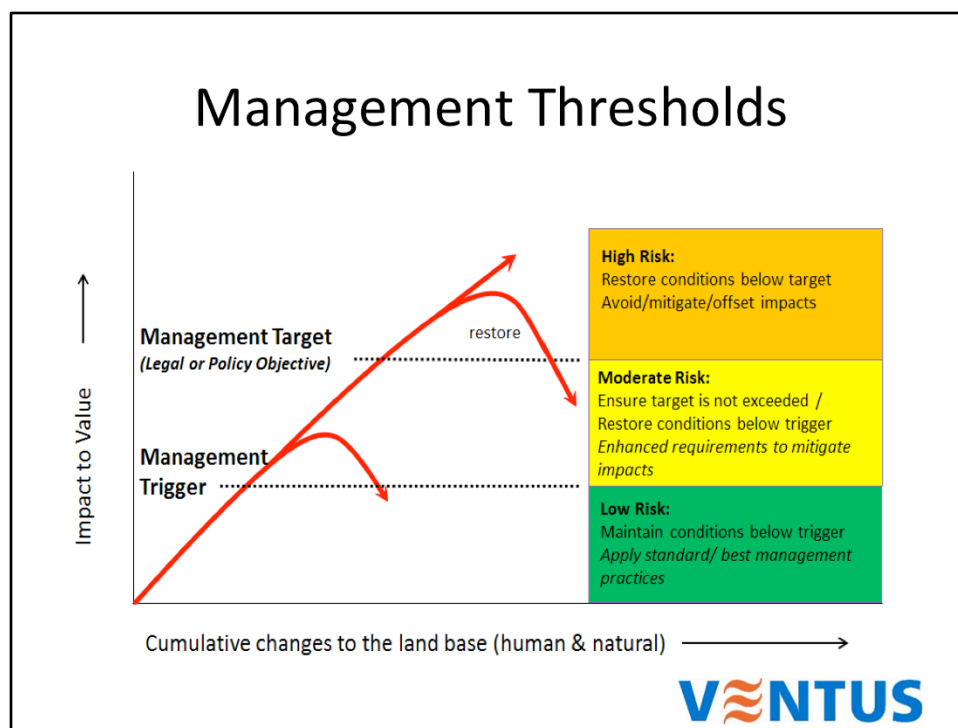 Management Thresholds
Impact to Value
Management Target
(Legal or Policy Objective)
Management
Trigger
restore
High Risk:
Restore conditions below target
Avoid/mitigate/offset impacts
Moderate Risk:
Ensure target is not exceeded /
Restore conditions below trigger
Enhanced requirements to mitigate
impacts
Low Risk:
Maintain conditions below trigger
Apply standard/ best management
practices
Cumulative changes to the land base (human & natural)
VENTUS